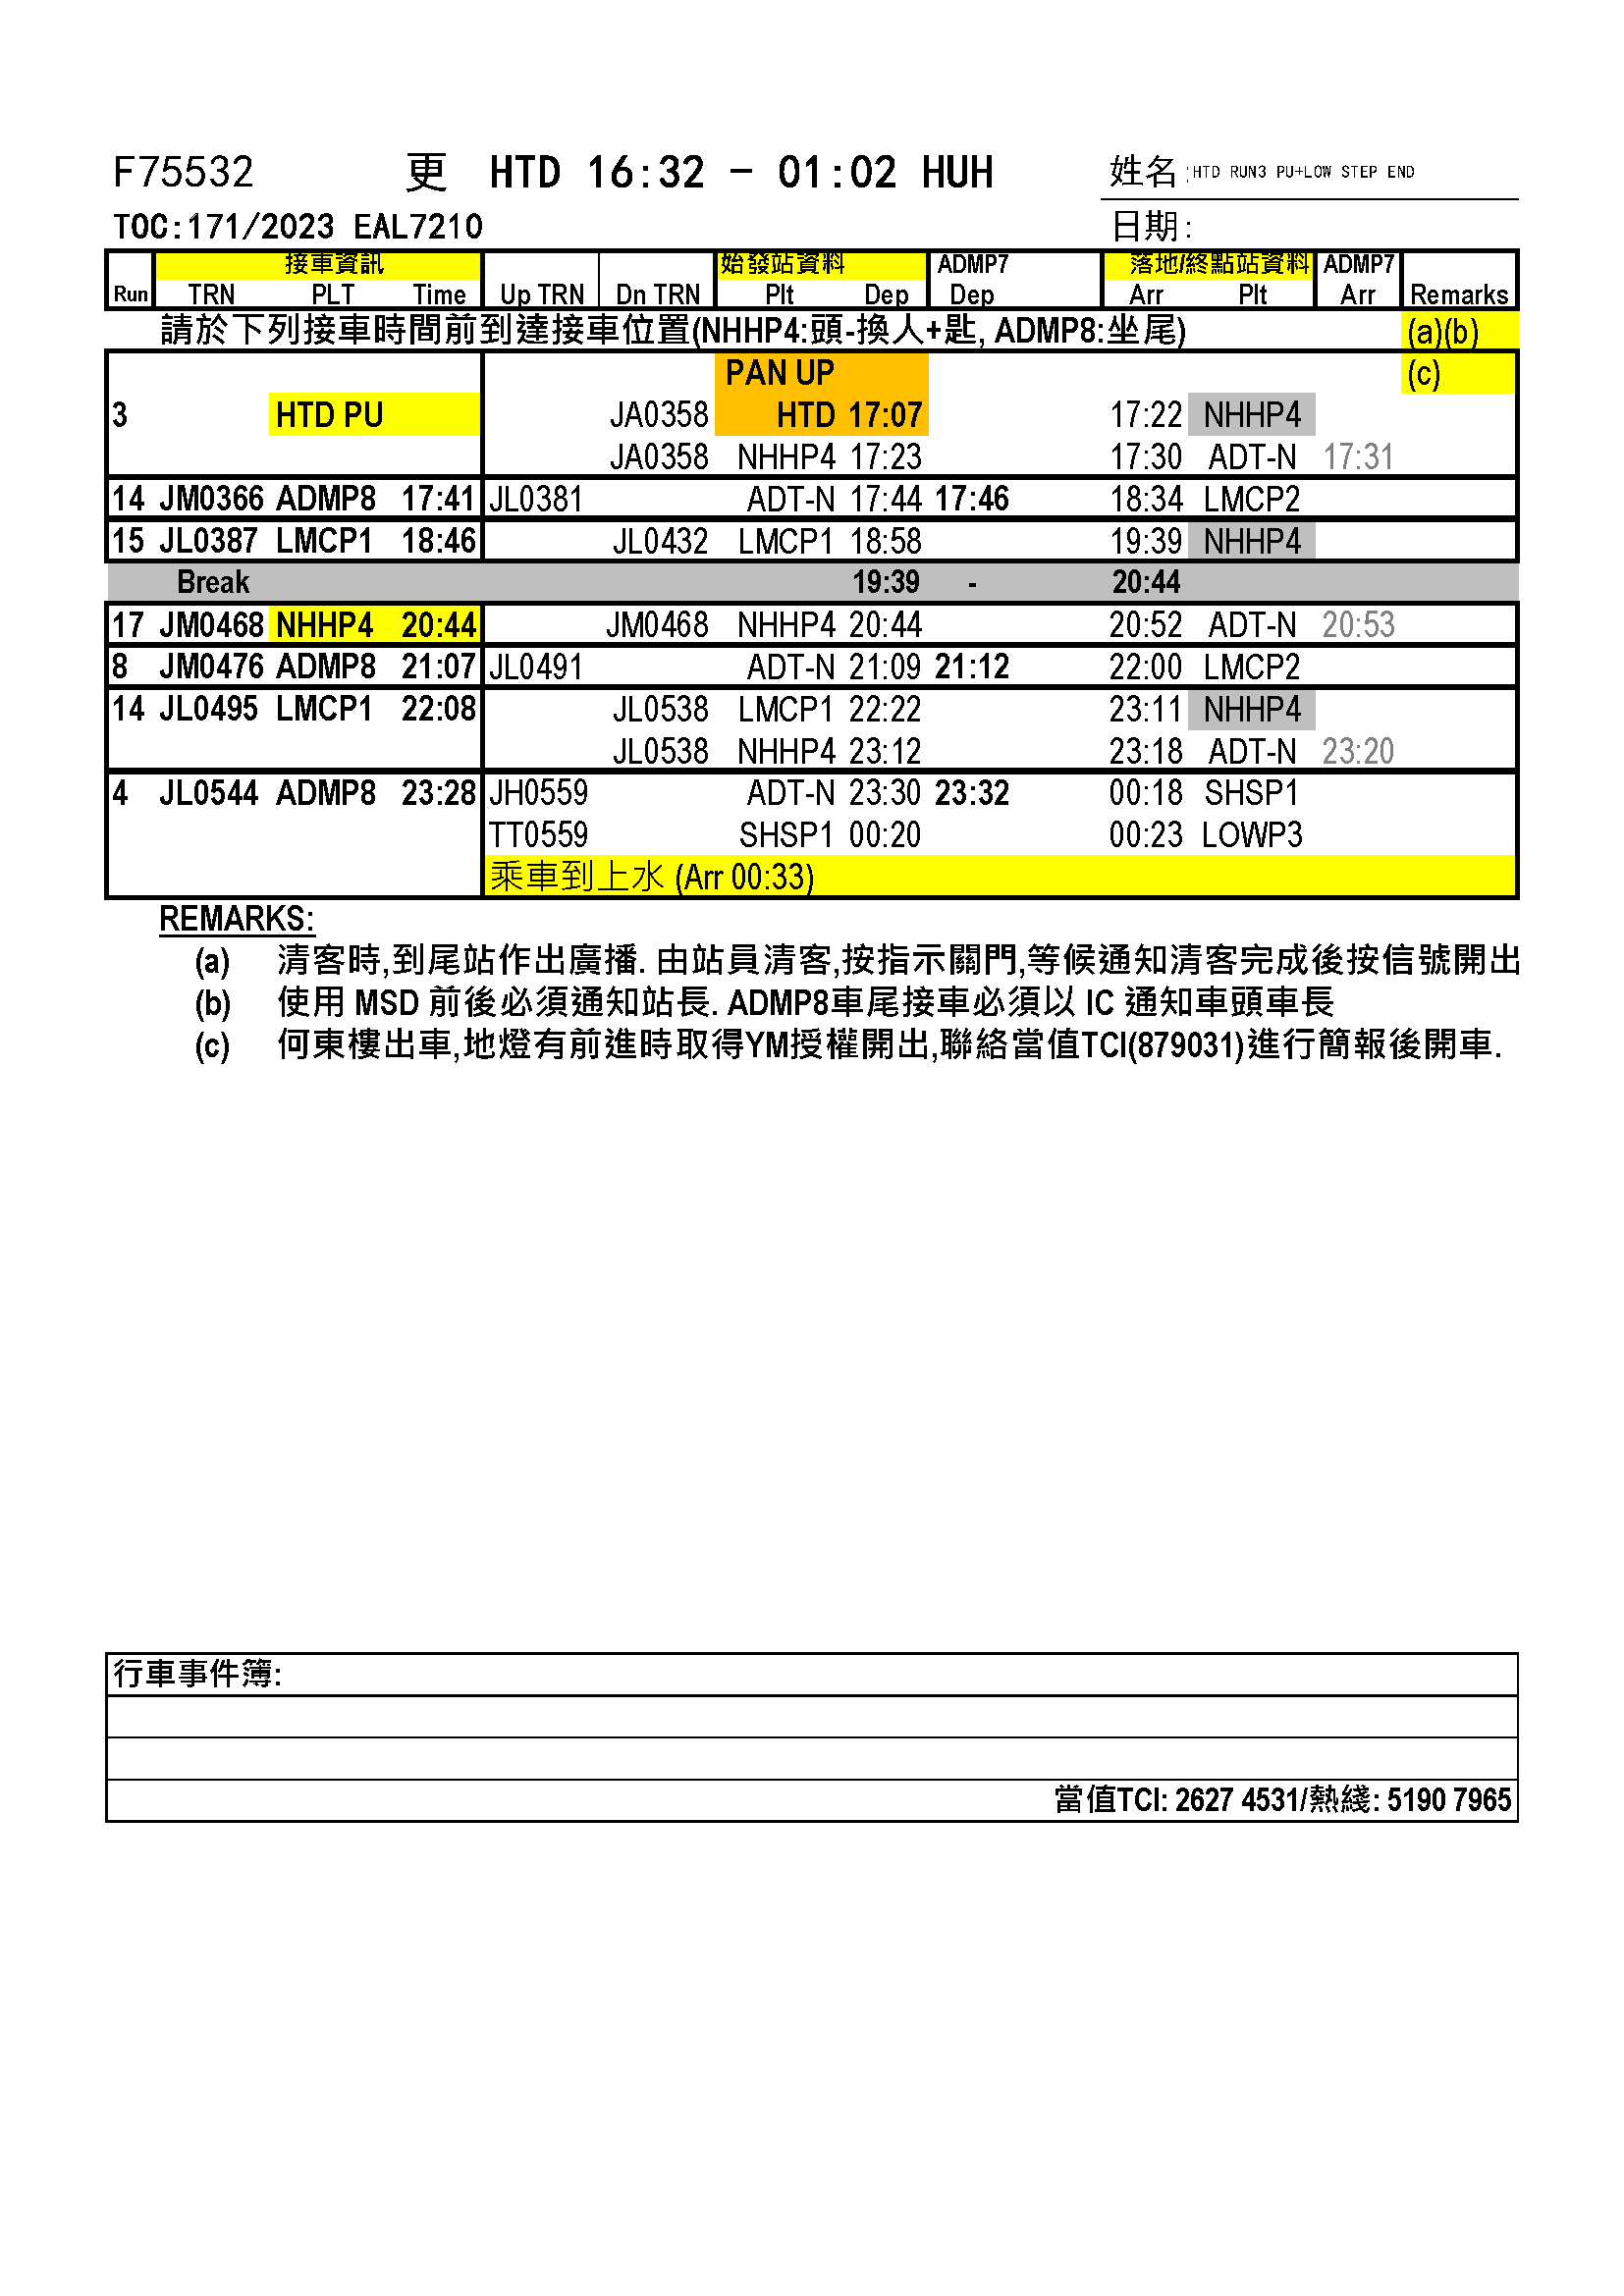 F75532 更 HTD 16:32 - 01:02 HUH 姓名:HTD RUN3 PU+LOW STEP END
TOC:171/2023 EAL7210 日期:
接車資訊 始發站資料 ADMP7 落地/終點站資料 ADMP7
Run TRN PLT Time Up TRN Dn TRN Plt Dep Dep Arr Plt Arr Remarks
請於下列接車時間前到達接車位置(NHHP4:頭-換人+匙, ADMP8:坐尾) (a)(b)
PAN UP (c)
3 HTD PU JA0358 HTD 17:07 17:22 NHHP4
JA0358 NHHP4 17:23 17:30 ADT-N 17:31
14 JM0366 ADMP8 17:41 JL0381 ADT-N 17:44 17:46 18:34 LMCP2
15 JL0387 LMCP1 18:46 JL0432 LMCP1 18:58 19:39 NHHP4
Break 19:39 - 20:44
17 JM0468 NHHP4 20:44 JM0468 NHHP4 20:44 20:52 ADT-N 20:53
8 JM0476 ADMP8 21:07 JL0491 ADT-N 21:09 21:12 22:00 LMCP2
14 JL0495 LMCP1 22:08 JL0538 LMCP1 22:22 23:11 NHHP4
JL0538 NHHP4 23:12 23:18 ADT-N 23:20
4 JL0544 ADMP8 23:28 JH0559 ADT-N 23:30 23:32 00:18 SHSP1
TT0559 SHSP1 00:20 00:23 LOWP3
乘車到上水 (Arr 00:33)
REMARKS:
(a) 清客時,到尾站作出廣播. 由站員清客,按指示關門,等候通知清客完成後按信號開出
(b) 使用 MSD 前後必須通知站長. ADMP8車尾接車必須以 IC 通知車頭車長
(c) 何東樓出車,地燈有前進時取得YM授權開出,聯絡當值TCI(879031)進行簡報後開車.
行車事件簿:
當值TCI: 2627 4531/熱綫: 5190 7965